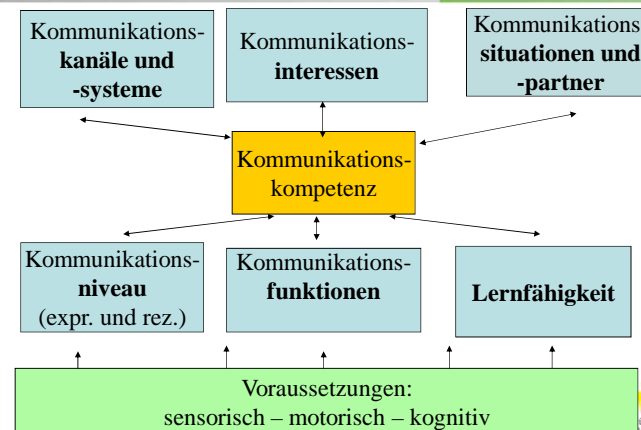 Kommunikations-
kanäle und
-systeme
Kommunikations-
interessen
Kommunikations
situationen und
-partner
Kommunikations-
kompetenz
Kommunikations-
niveau
(expr. und rez.)
Kommunikations-
funktionen
Lernfähigkeit
Voraussetzungen:
sensorisch – motorisch – kognitiv